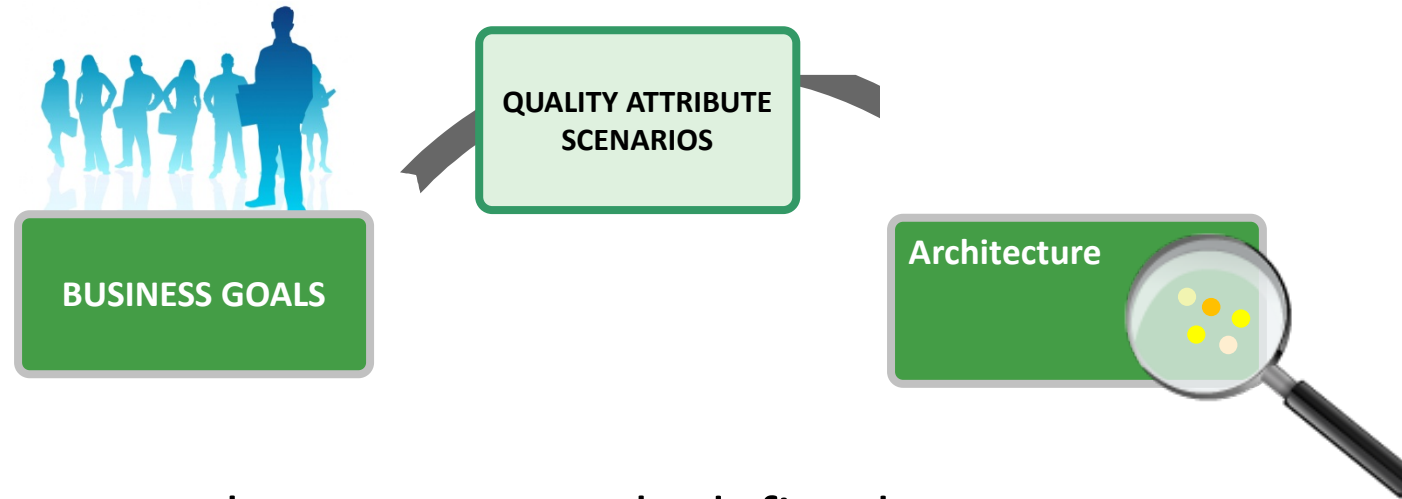 QUALITY ATTRIBUTE
SCENARIOS
Architecture
BUSINESS GOALS